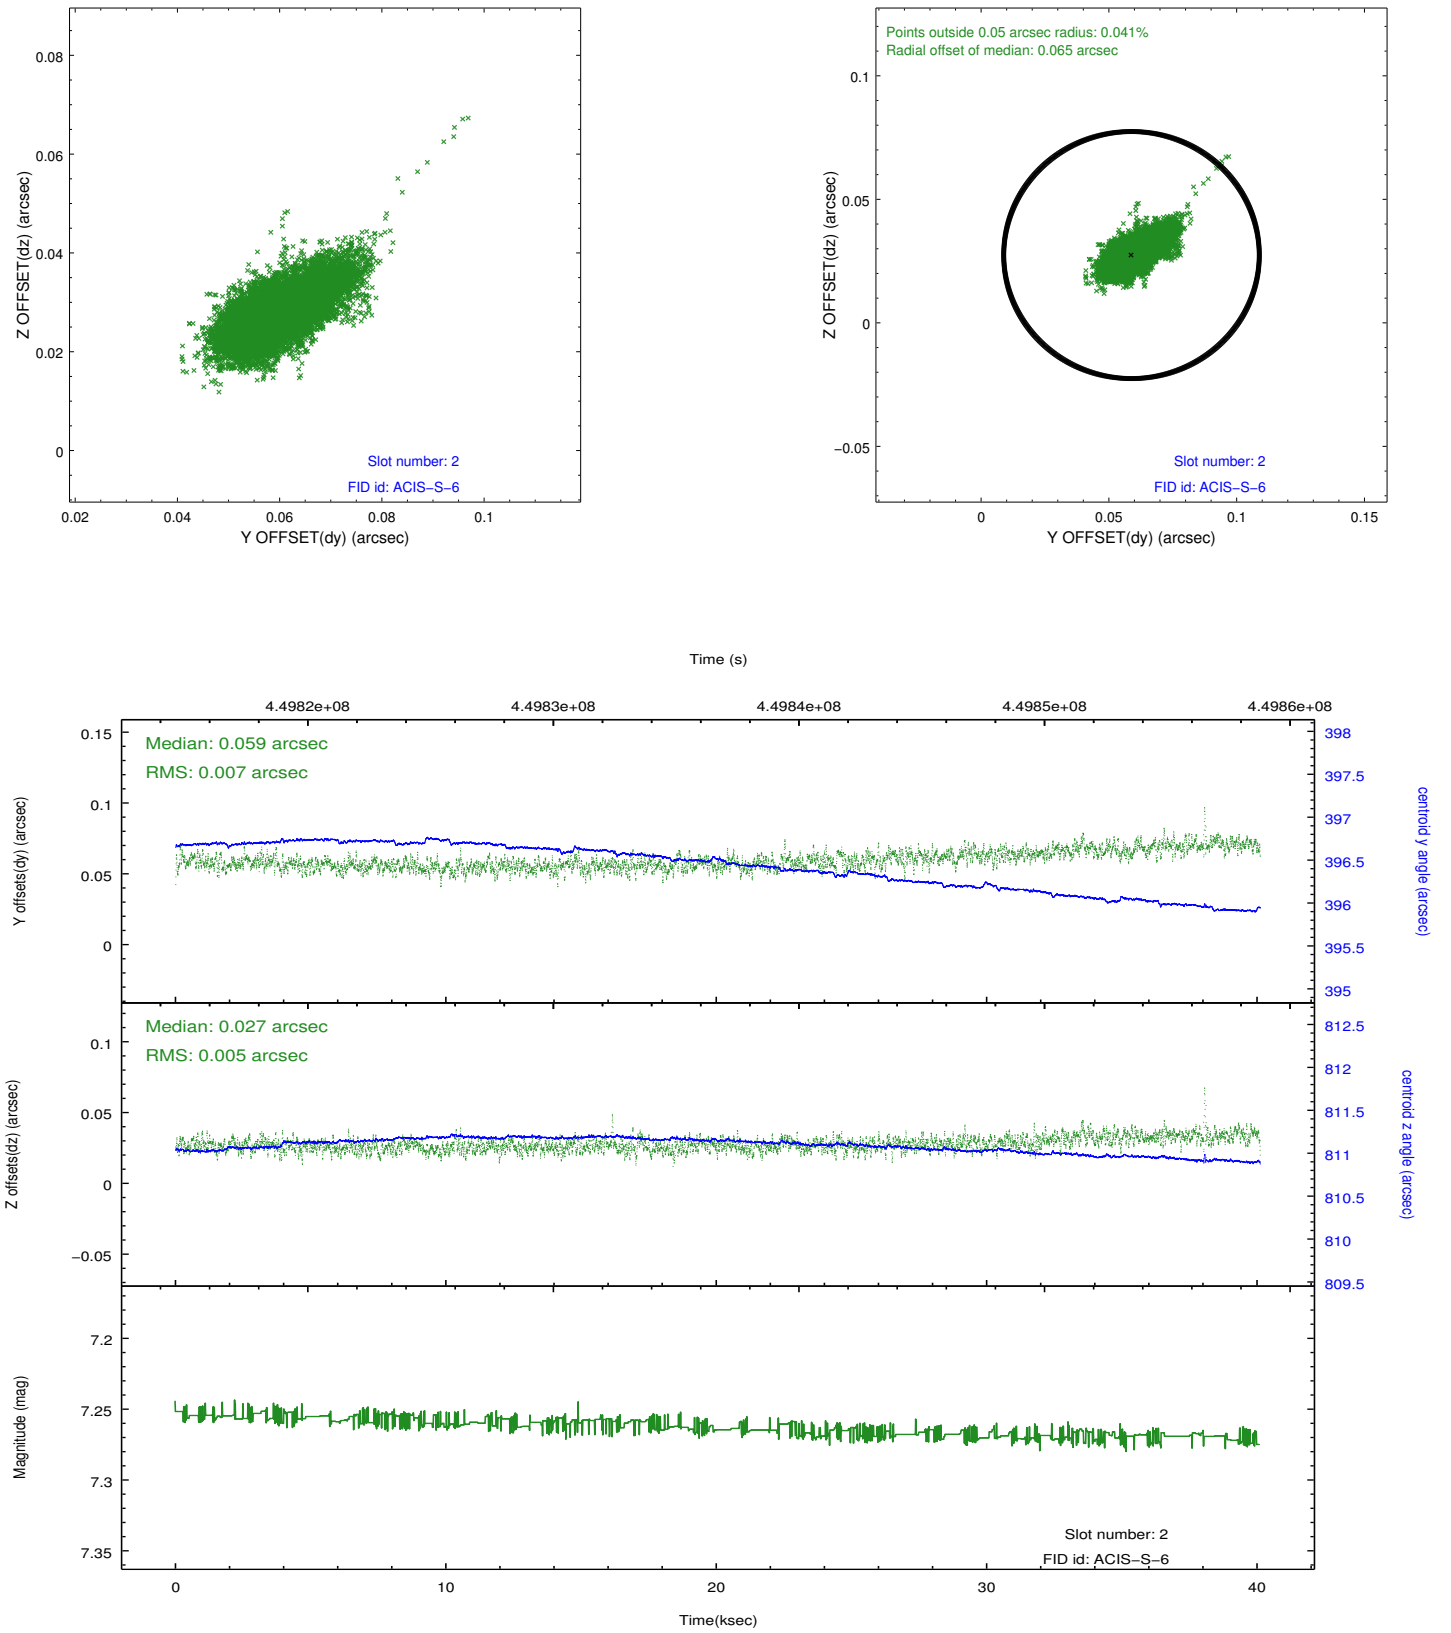 0.08
0.06
0.04
0.02
0
Z OFFSET(dz) (arcsec)
Slot number: 2
FID id: ACIS−S−6
0.02 0.04 0.06 0.08 0.1
Y OFFSET(dy) (arcsec)
Points outside 0.05 arcsec radius: 0.041%
Radial offset of median: 0.065 arcsec
0.1
0.05
0
−0.05
Z OFFSET(dz) (arcsec)
Slot number: 2
FID id: ACIS−S−6
0 0.05 0.1 0.15
Y OFFSET(dy) (arcsec)
Time (s)
4.4982e+08 4.4983e+08 4.4984e+08 4.4985e+08 4.4986e+08
Median: 0.059 arcsec
RMS: 0.007 arcsec
0.15
0.1
0.05
0
Y offsets(dy) (arcsec)
398
397.5
397
396.5
396
395.5
395
centroid y angle (arcsec)
Median: 0.027 arcsec
RMS: 0.005 arcsec
0.1
0.05
0
−0.05
Z offsets(dz) (arcsec)
812.5
812
811.5
811
810.5
810
809.5
centroid z angle (arcsec)
7.2
7.25
7.3
7.35
Magnitude (mag)
Slot number: 2
FID id: ACIS−S−6
0 10 20 30 40
Time(ksec)